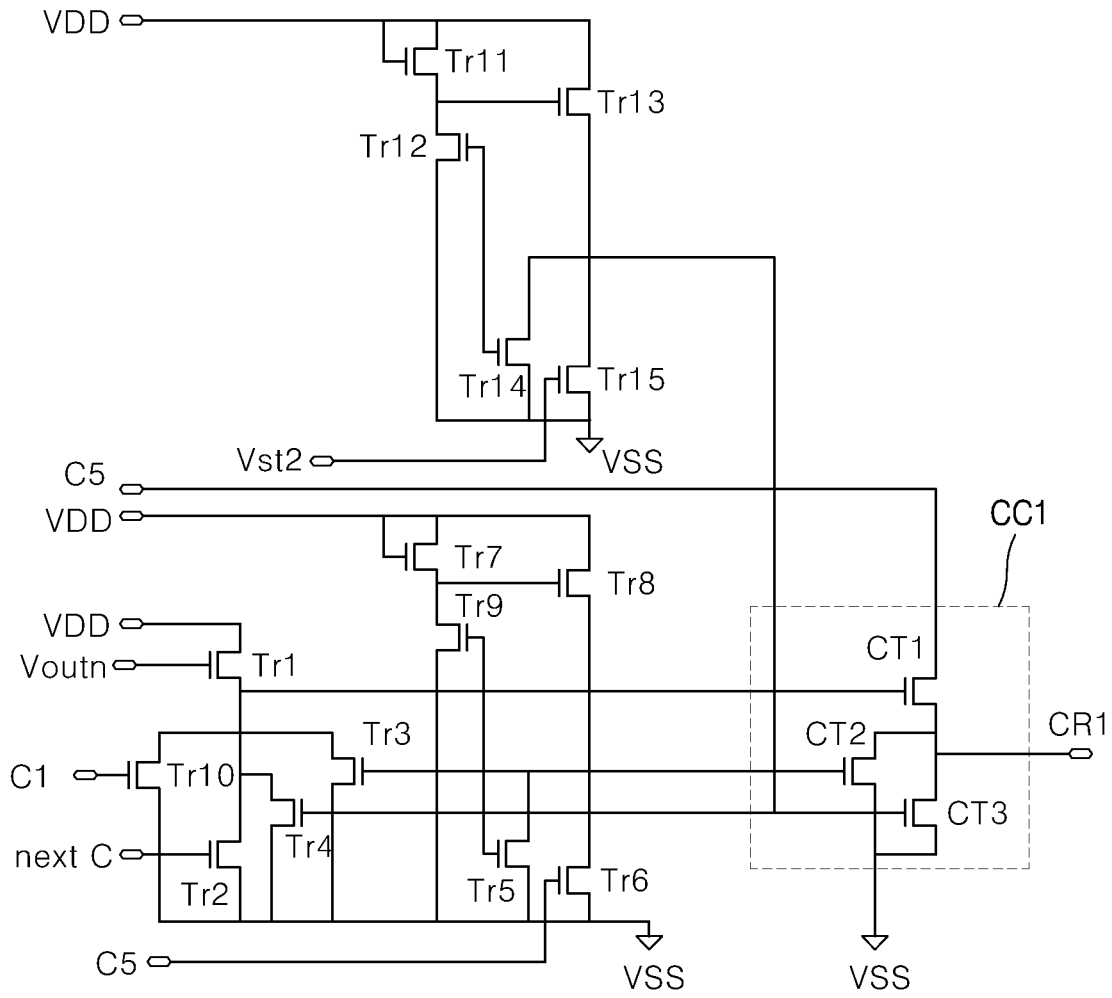 VDD
Tr11
Tr13
Tr12
Tr14
Tr15
Vst2
VSS
C5
VDD
CC1
Tr7
Tr8
Tr9
VDD
Voutn
Tr1
CT1
Tr3
CT2
CR1
C1
Tr10
CT3
Tr4
next C
Tr2
Tr5
Tr6
C5
VSS
VSS